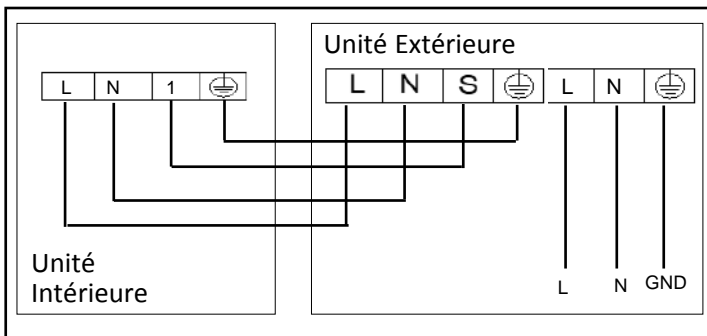 Unité Extérieure
L N 1
L N S
L N
Unité
Intérieure
L N GND